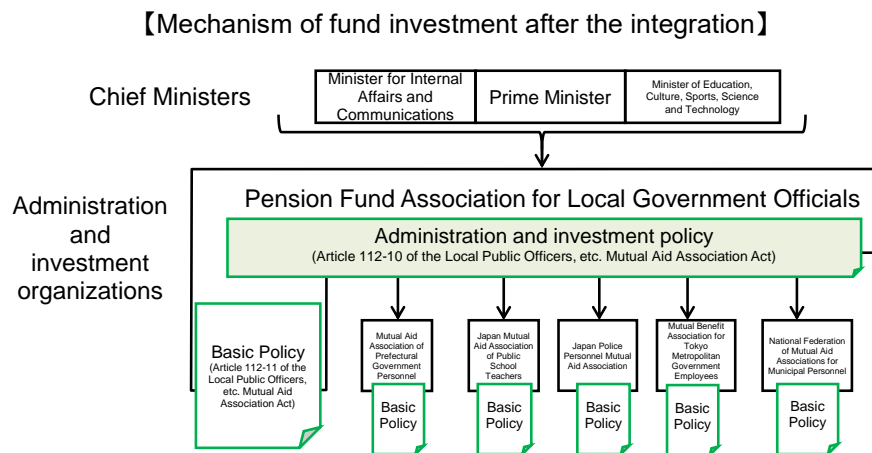 【Mechanism of fund investment after the integration】
Chief Ministers
Minister for Internal
Affairs and
Communications
Prime Minister
Minister of Education,
Culture, Sports, Science
and Technology
Administration
and
investment
organizations
Pension Fund Association for Local Government Officials
Administration and investment policy
(Article 112-10 of the Local Public Officers, etc. Mutual Aid Association Act)
Basic Policy
(Article 112-11 of the
Local Public Officers,
etc. Mutual Aid
Association Act)
Mutual Aid
Association of
Prefectural
Government
Personnel
Basic
Policy
Japan Mutual
Aid Association
of Public
School
Teachers
Basic
Policy
Japan Police
Personnel Mutual
Aid Association
Basic
Policy
Mutual Benefit
Association for
Tokyo
Metropolitan
Government
Employees
Basic
Policy
National Federation
of Mutual Aid
Associations for
Municipal Personnel
Basic
Policy